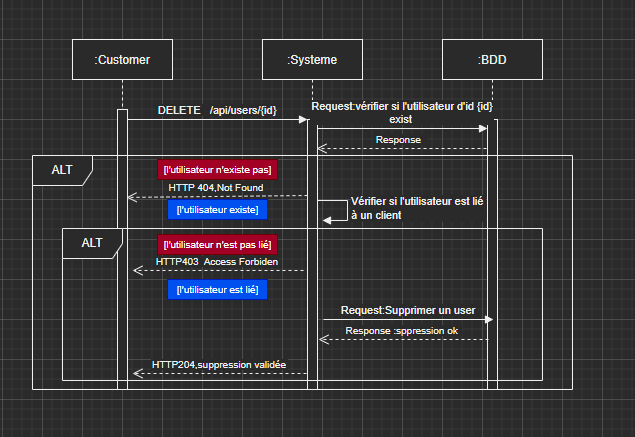 :Customer
:Systeme
:BDD
DELETE /api/users/{id}
Request:vérifier si l'utilisateur d'id {id}
exist
Response
ALT
[l'utilisateur n'existe pas]
HTTP 404,Not Found
[l'utilisateur existe]
Vérifier si l'utilisateur est lié
à un client
ALT
[l'utilisateur n'est pas lié]
HTTP403 Access Forbiden
[l'utilisateur est lié]
Request:Supprimer un user
Response :sppression ok
HTTP204,suppression validée